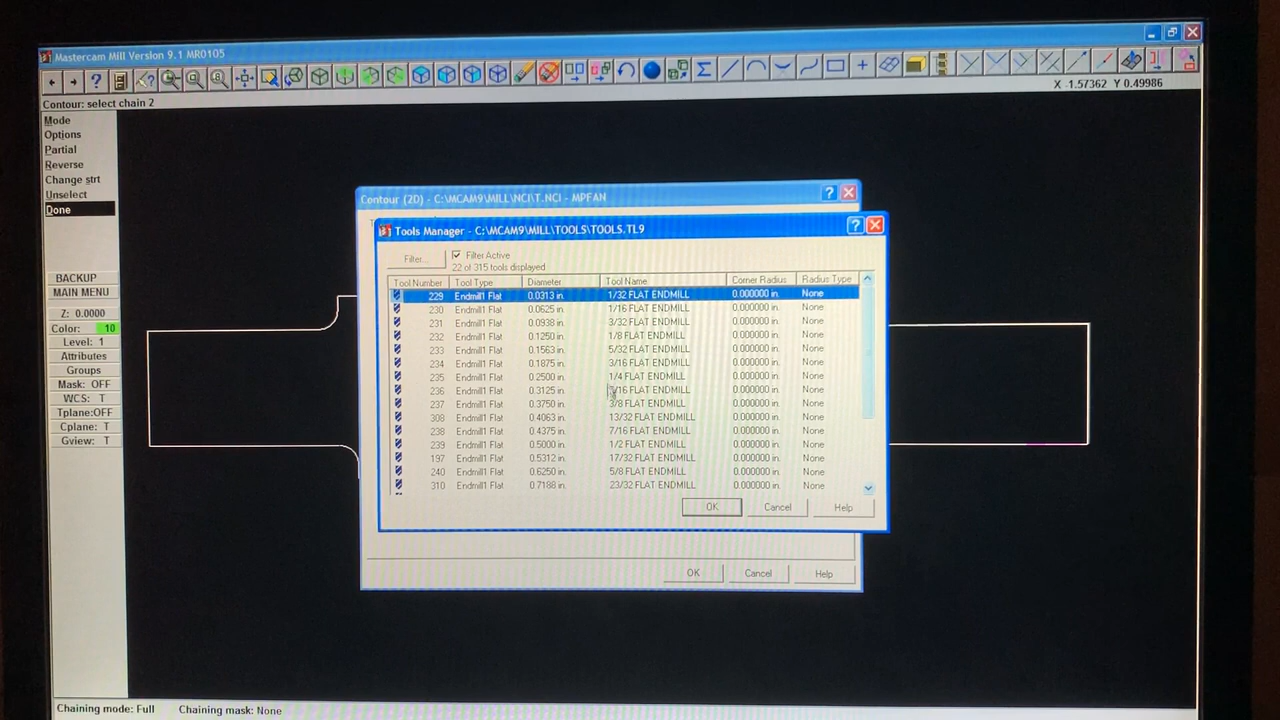 Mastercam Mill Version 9.1 MR0105
X -1.57362 Y 0.49986
Contour: select chain 2
Mode
Options
Partial
Reverse
Change strt
Unselect
Done
BACKUP
MAIN MENU
Z: 0.0000
Color: 10
Level: 1
Attributes
Groups
Mask: OFF
WCS: T
Tplane:OFF
Cplane: T
Gview: T
Contour (2D) - C:\MCAM9\MILL\NCI\T.NCI - MPFAN
Tools Manager - C:\MCAM9\MILL\TOOLS\TOOLS.TL9
Filter...
Filter Active
22 of 315 tools displayed
Tool Number Tool Type Diameter Tool Name Corner Radius Radius Type
229 Endmill1 Flat 0.0313 in. 1/32 FLAT ENDMILL 0.000000 in. None
230 Endmill1 Flat 0.0625 in. 1/16 FLAT ENDMILL 0.000000 in. None
231 Endmill1 Flat 0.0938 in. 3/32 FLAT ENDMILL 0.000000 in. None
232 Endmill1 Flat 0.1250 in. 1/8 FLAT ENDMILL 0.000000 in. None
233 Endmill1 Flat 0.1563 in. 5/32 FLAT ENDMILL 0.000000 in. None
234 Endmill1 Flat 0.1875 in. 3/16 FLAT ENDMILL 0.000000 in. None
235 Endmill1 Flat 0.2500 in. 1/4 FLAT ENDMILL 0.000000 in. None
236 Endmill1 Flat 0.3125 in. /16 FLAT ENDMILL 0.000000 in. None
237 Endmill1 Flat 0.3750 in. 3/8 FLAT ENDMILL 0.000000 in. None
308 Endmill1 Flat 0.4063 in. 13/32 FLAT ENDMILL 0.000000 in. None
238 Endmill1 Flat 0.4375 in. 7/16 FLAT ENDMILL 0.000000 in. None
239 Endmill1 Flat 0.5000 in. 1/2 FLAT ENDMILL 0.000000 in. None
197 Endmill1 Flat 0.5312 in. 17/32 FLAT ENDMILL 0.000000 in. None
240 Endmill1 Flat 0.6250 in. 5/8 FLAT ENDMILL 0.000000 in. None
310 Endmill1 Flat 0.7188 in. 23/32 FLAT ENDMILL 0.000000 in. None
OK Cancel Help
OK Cancel Help
Chaining mode: Full Chaining mask: None